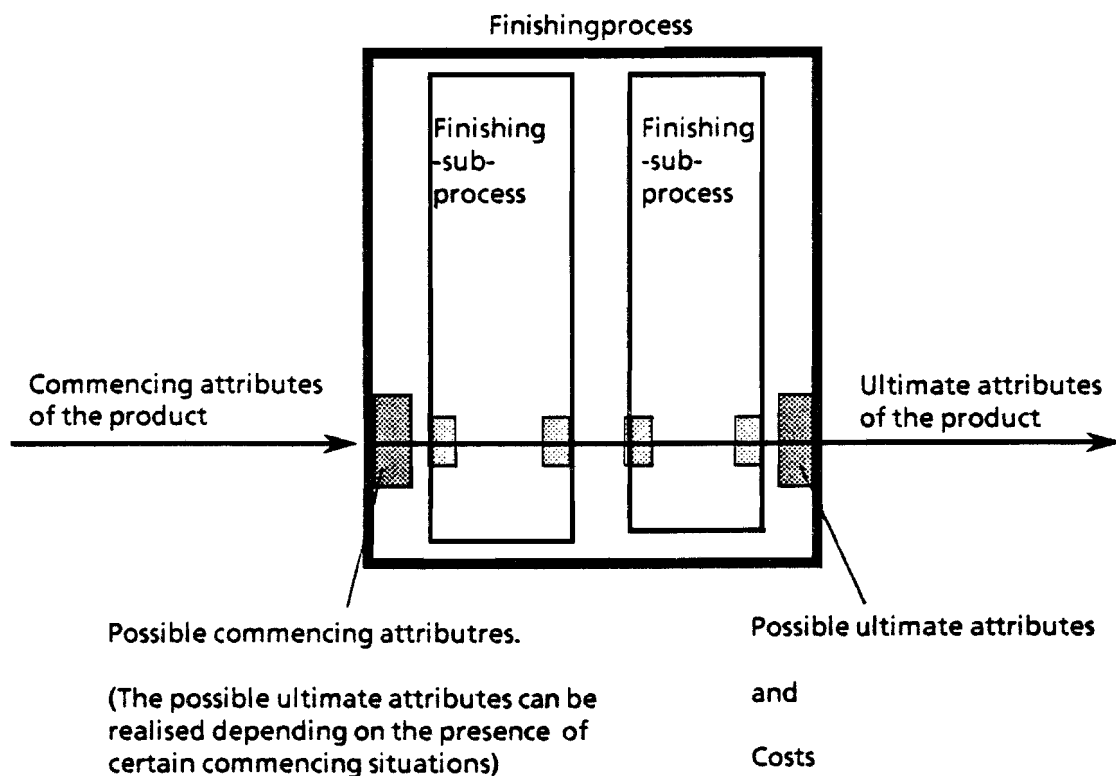 Finishingprocess
Finishing
-sub-
process
Finishing
-sub-
process
Commencing attributes
of the product
Ultimate attributes
of the product
Possible commencing attributres.
(The possible ultimate attributes can be
realised depending on the presence of
certain commencing situations)
Possible ultimate attributes
and
Costs